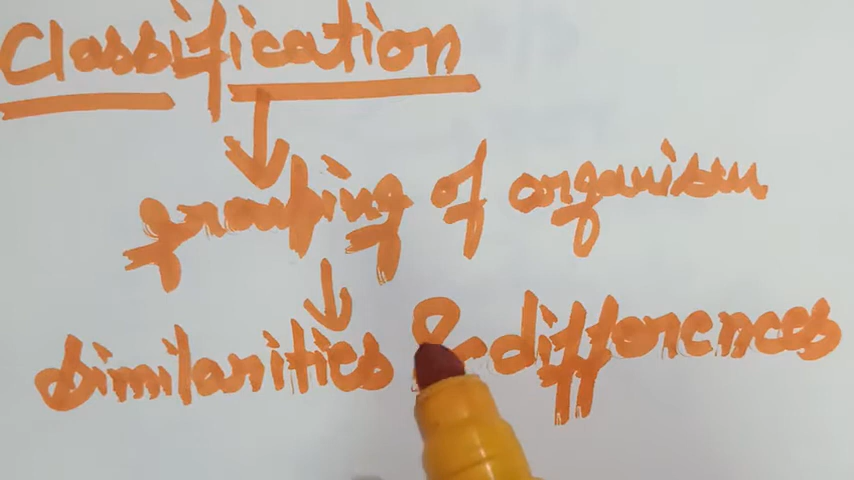 Classification
grouping of organism
similarities & differences